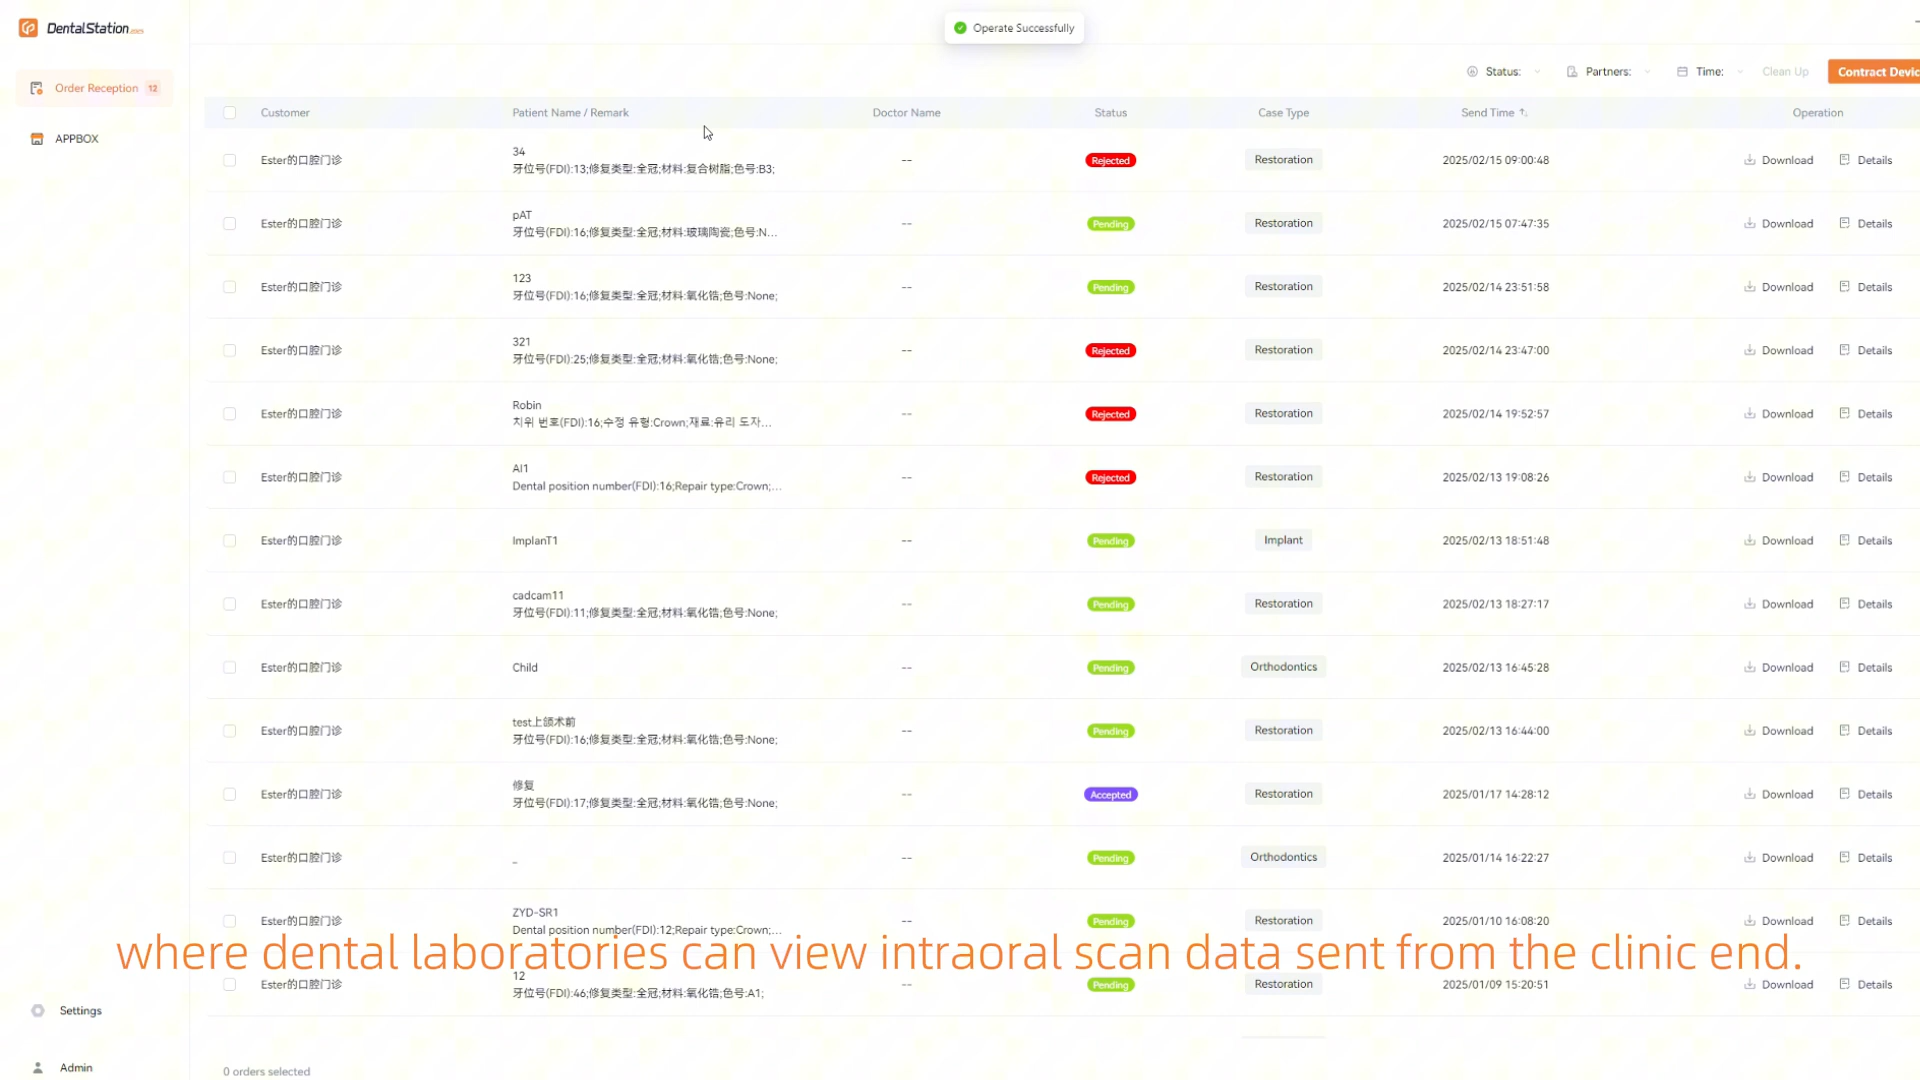 DentalStation
Operate Successfully
Order Reception 12
APPBOX
Status: Partners: Time: Clean Up Contract Devic
Customer Patient Name / Remark Doctor Name Status Case Type Send Time Operation
34
Ester的口腔门诊 -- Rejected Restoration 2025/02/15 09:00:48 Download Details
牙位号(FDI):13;修复类型:全冠;材料:复合树脂;色号:B3;
pAT
Ester的口腔门诊 -- Pending Restoration 2025/02/15 07:47:35 Download Details
牙位号(FDI):16;修复类型:全冠;材料:玻璃陶瓷;色号:N...
123
Ester的口腔门诊 -- Pending Restoration 2025/02/14 23:51:58 Download Details
牙位号(FDI):16;修复类型:全冠;材料:氧化锆;色号:None;
321
Ester的口腔门诊 -- Rejected Restoration 2025/02/14 23:47:00 Download Details
牙位号(FDI):25;修复类型:全冠;材料:氧化锆;色号:None;
Robin
Ester的口腔门诊 -- Rejected Restoration 2025/02/14 19:52:57 Download Details
치위 번호(FDI):16;수정 유형:Crown;재료:유리 도자...
AI1
Ester的口腔门诊 -- Rejected Restoration 2025/02/13 19:08:26 Download Details
Dental position number(FDI):16;Repair type:Crown;...
Ester的口腔门诊 ImplanT1 -- Pending Implant 2025/02/13 18:51:48 Download Details
cadcam11
Ester的口腔门诊 -- Pending Restoration 2025/02/13 18:27:17 Download Details
牙位号(FDI):11;修复类型:全冠;材料:氧化锆;色号:None;
Ester的口腔门诊 Child -- Pending Orthodontics 2025/02/13 16:45:28 Download Details
test上颌术前
Ester的口腔门诊 -- Pending Restoration 2025/02/13 16:44:00 Download Details
牙位号(FDI):16;修复类型:全冠;材料:氧化锆;色号:None;
修复
Ester的口腔门诊 -- Accepted Restoration 2025/01/17 14:28:12 Download Details
牙位号(FDI):17;修复类型:全冠;材料:氧化锆;色号:None;
Ester的口腔门诊 - -- Pending Orthodontics 2025/01/14 16:22:27 Download Details
ZYD-SR1
Ester的口腔门诊 -- Pending Restoration 2025/01/10 16:08:20 Download Details
Dental position number(FDI):12;Repair type:Crown;...
where dental laboratories can view intraoral scan data sent from the clinic end.
12
Ester的口腔门诊 -- Pending Restoration 2025/01/09 15:20:51 Download Details
牙位号(FDI):46;修复类型:全冠;材料:氧化锆;色号:A1;
Settings
Admin
0 orders selected